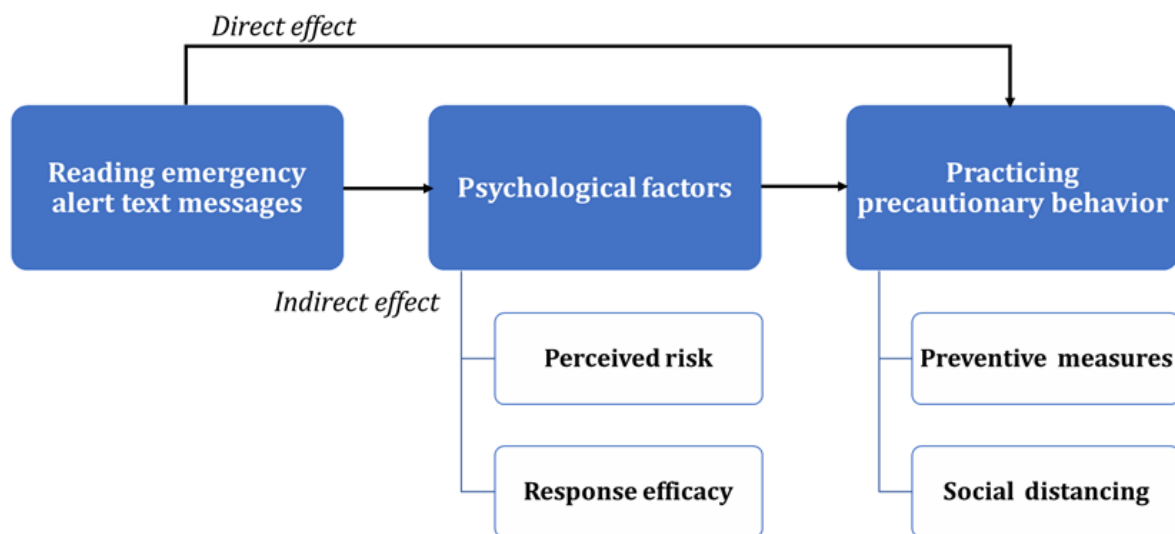 Direct effect
Reading emergency
alert text messages
Psychological factors
Practicing
precautionary behavior
Indirect effect
Perceived risk
Response efficacy
Preventive measures
Social distancing